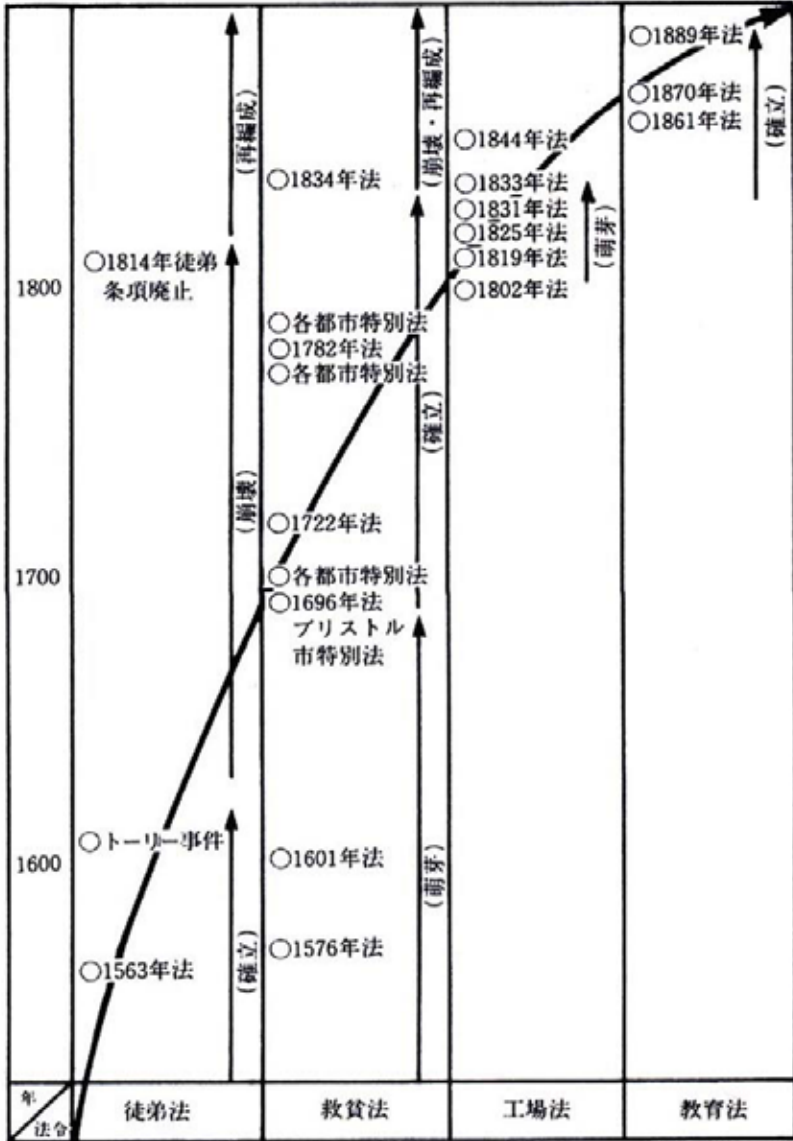 1800
1700
1600
年
法令
徒弟法
○1814年徒弟
条項廃止
○トーリー事件
○1563年法
(再編成)
(崩壊)
(確立)
救貧法
○1834年法
○各都市特別法
○1782年法
○各都市特別法
○1722年法
○各都市特別法
○1696年法
ブリストル
市特別法
○1601年法
○1576年法
(崩壊・再編成)
(確立)
(萌芽)
工場法
○1844年法
○1833年法
○1831年法
○1825年法
○1819年法
○1802年法
(萌芽)
教育法
○1889年法
○1870年法
○1861年法
(確立)